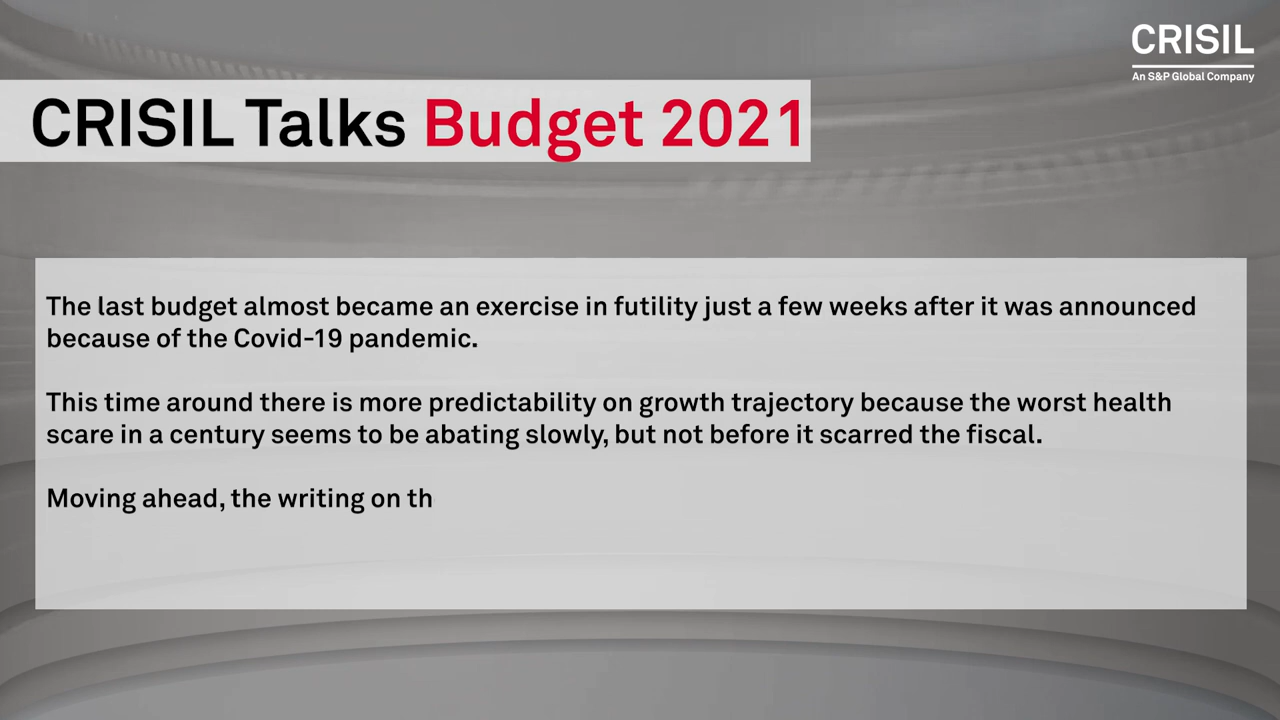 CRISIL
An S&P Global Company
CRISIL Talks Budget 2021
The last budget almost became an exercise in futility just a few weeks after it was announced
because of the Covid-19 pandemic.
This time around there is more predictability on growth trajectory because the worst health
scare in a century seems to be abating slowly, but not before it scarred the fiscal.
Moving ahead, the writing on th